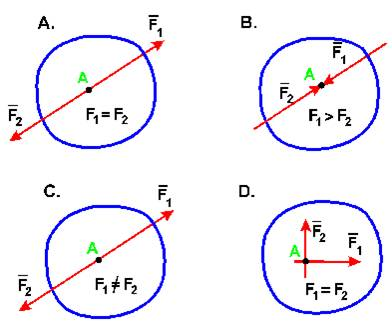 A.
F̅₁
A
F̅₂
F₁ = F₂
B.
F̅₁
A
F̅₂
F₁ > F₂
C.
F̅₁
A
F̅₂
F₁ ≠ F₂
D.
F̅₂
A
F̅₁
F₁ = F₂